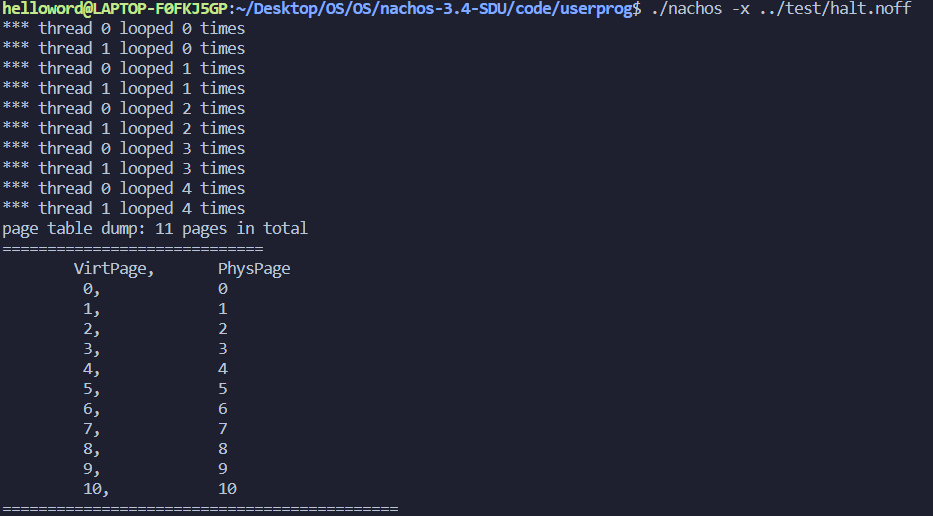 helloword@LAPTOP-F0FKJ5GP:~/Desktop/OS/OS/nachos-3.4-SDU/code/userprog$ ./nachos -x ../test/halt.noff
*** thread 0 looped 0 times
*** thread 1 looped 0 times
*** thread 0 looped 1 times
*** thread 1 looped 1 times
*** thread 0 looped 2 times
*** thread 1 looped 2 times
*** thread 0 looped 3 times
*** thread 1 looped 3 times
*** thread 0 looped 4 times
*** thread 1 looped 4 times
page table dump: 11 pages in total
=============================
        VirtPage,       PhysPage
         0,             0
         1,             1
         2,             2
         3,             3
         4,             4
         5,             5
         6,             6
         7,             7
         8,             8
         9,             9
         10,            10
============================================